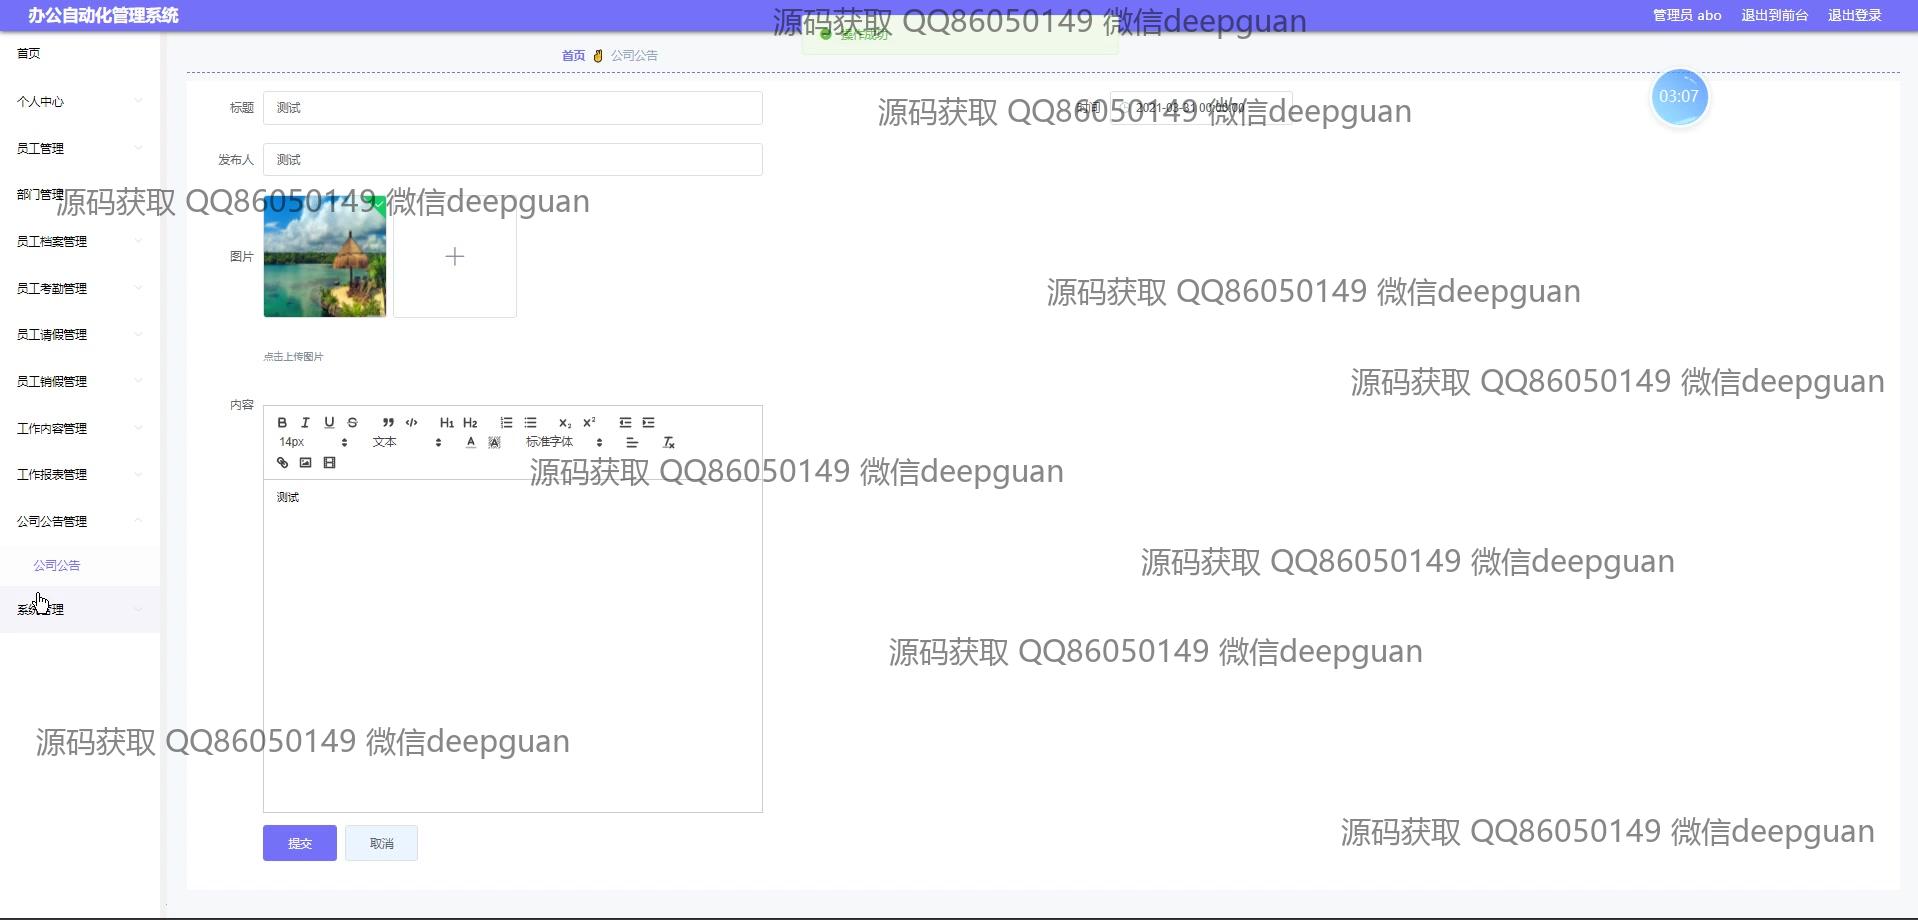 办公自动化管理系统
管理员 abo 退出到前台 退出登录
源码获取 QQ86050149 微信deepguan
操作成功
首页
首页 公司公告
03:07
个人中心
标题 测试
时间 2021-03-31 00:00:00
源码获取 QQ86050149 微信deepguan
员工管理
发布人 测试
部门管理
源码获取 QQ86050149 微信deepguan
员工档案管理
图片
员工考勤管理
源码获取 QQ86050149 微信deepguan
员工请假管理
点击上传图片
员工销假管理
源码获取 QQ86050149 微信deepguan
内容
工作内容管理
B I U S H1 H2 X2 X2
14px 文本 A A 标准字体 Tx
工作报表管理
源码获取 QQ86050149 微信deepguan
测试
公司公告管理
公司公告
源码获取 QQ86050149 微信deepguan
系统管理
源码获取 QQ86050149 微信deepguan
源码获取 QQ86050149 微信deepguan
源码获取 QQ86050149 微信deepguan
提交 取消